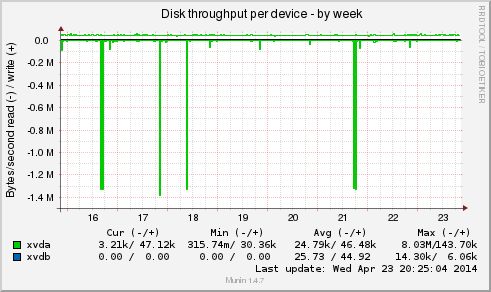 Disk throughput per device - by week
RRDTOOL / TOBI OETIKER
Bytes/second read (-) / write (+)
0.0
-0.2 M
-0.4 M
-0.6 M
-0.8 M
-1.0 M
-1.2 M
-1.4 M
16 17 18 19 20 21 22 23
Cur (-/+) Min (-/+) Avg (-/+) Max (-/+)
xvda 3.21k/ 47.12k 315.74m/ 30.36k 24.79k/ 46.48k 8.03M/143.70k
xvdb 0.00 / 0.00 0.00 / 0.00 25.73 / 44.92 14.30k/ 6.06k
Last update: Wed Apr 23 20:25:04 2014
Munin 1.4.7